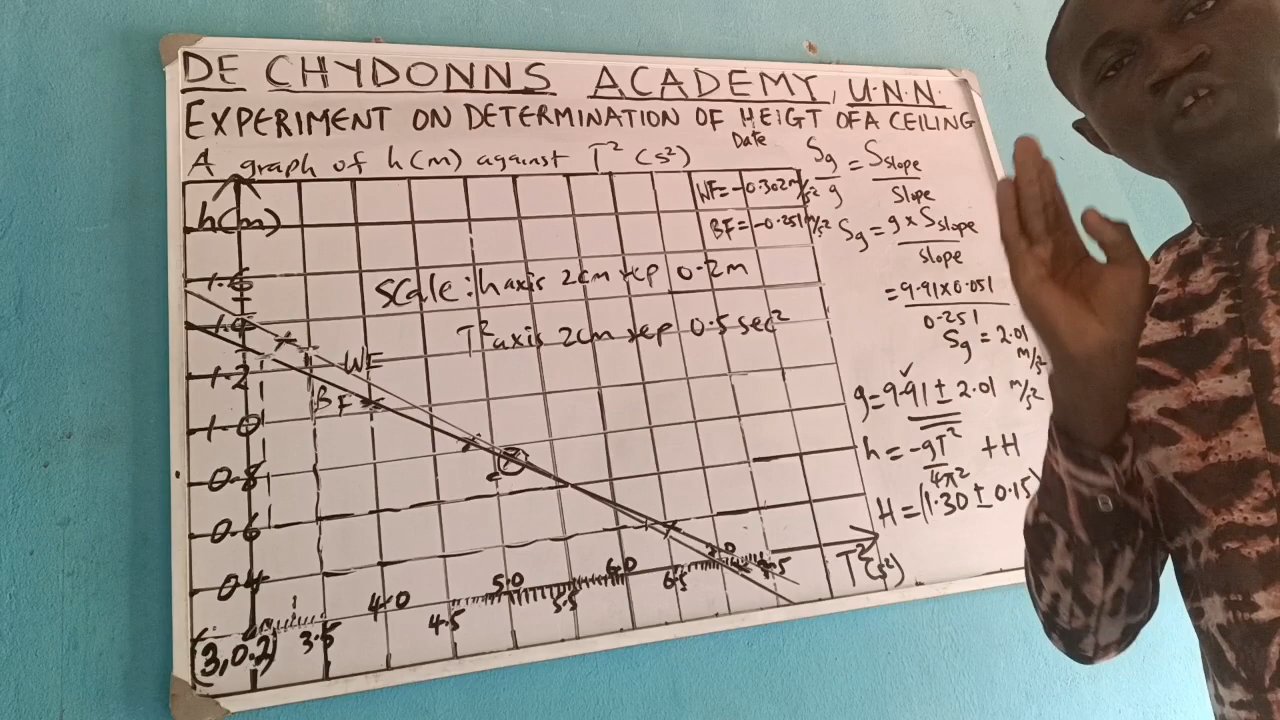 DE CHYDONNS ACADEMY, U.N.N.
EXPERIMENT ON DETERMINATION OF HEIGT OF A CEILING
Date
A graph of h(m) against T² (s²)
h(m)
WF = -0.302 m/s²
BF = -0.251 m/s²
Scale: h axis 2cm rep 0.2m
T² axis 2cm rep 0.5 sec²
1.6
1.4
1.2
1.0
0.8
0.6
0.4
(3, 0.2)
3.5
4.0
4.5
5.0
5.5
6.0
6.5
7.0
7.5
T²(s²)
WF
BF
Sg/g = Sslope/Slope
Sg = g x Sslope/slope
= 9.91 x 0.051/0.251
Sg = 2.01 m/s²
g = 9.91 ± 2.01 m/s²
h = -gT²/4π² + H
H = (1.30 ± 0.15)